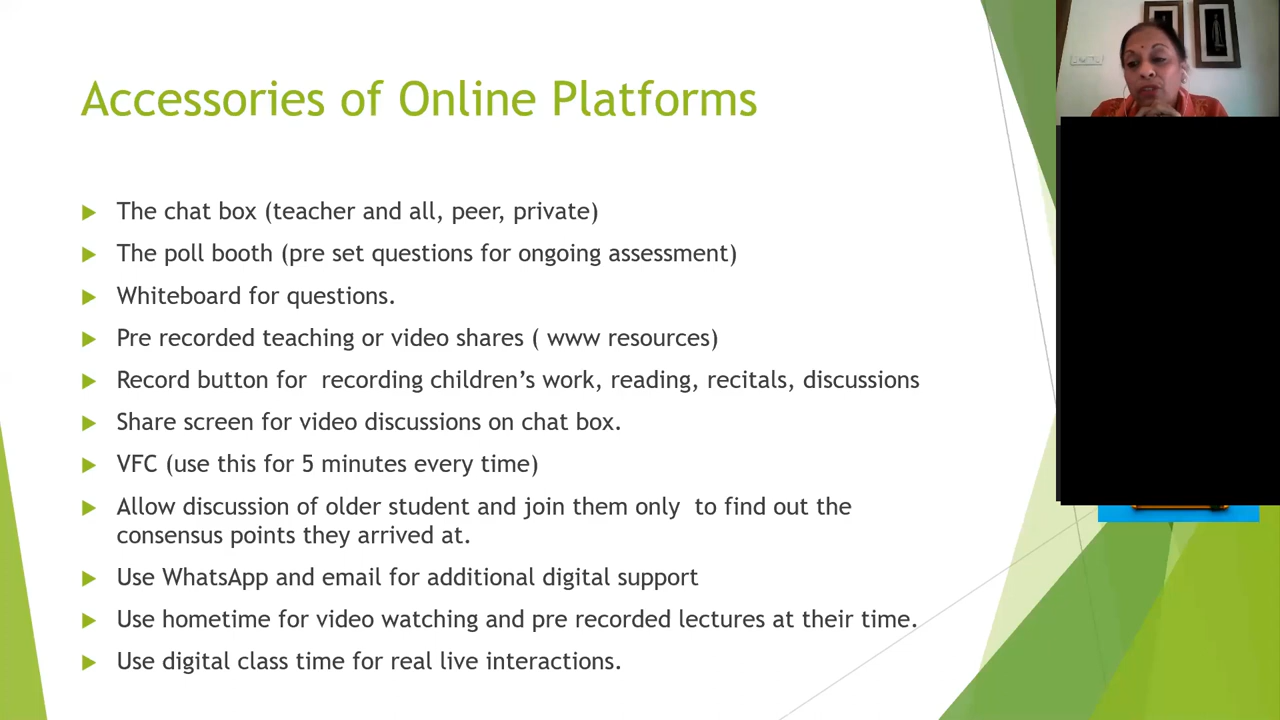 Accessories of Online Platforms
The chat box (teacher and all, peer, private)
The poll booth (pre set questions for ongoing assessment)
Whiteboard for questions.
Pre recorded teaching or video shares ( www resources)
Record button for  recording children’s work, reading, recitals, discussions
Share screen for video discussions on chat box.
VFC (use this for 5 minutes every time)
Allow discussion of older student and join them only  to find out the
consensus points they arrived at.
Use WhatsApp and email for additional digital support
Use hometime for video watching and pre recorded lectures at their time.
Use digital class time for real live interactions.